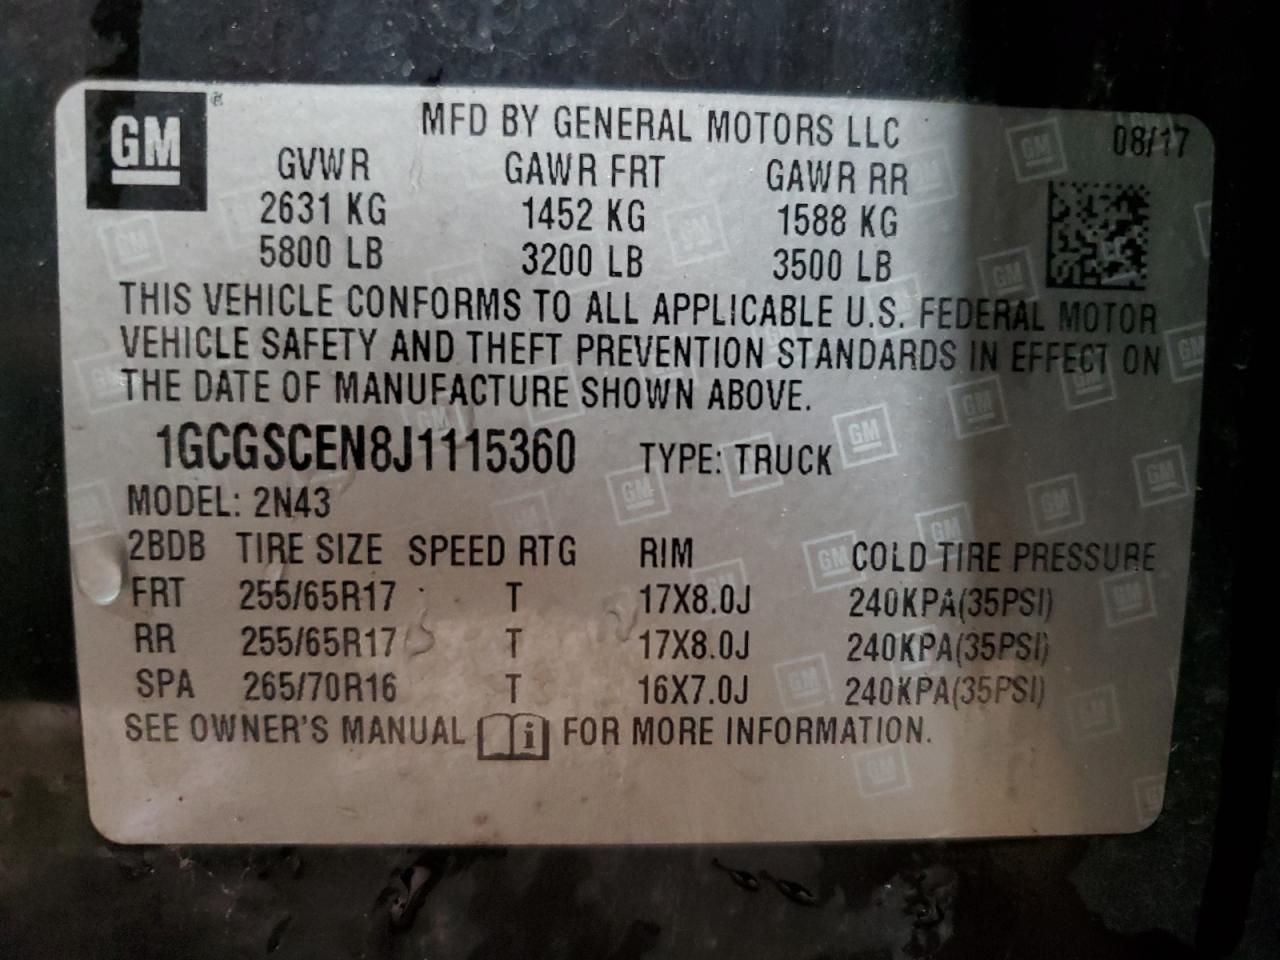 GM ®
MFD BY GENERAL MOTORS LLC 08/17
GVWR GAWR FRT GAWR RR
2631 KG 1452 KG 1588 KG
5800 LB 3200 LB 3500 LB
THIS VEHICLE CONFORMS TO ALL APPLICABLE U.S. FEDERAL MOTOR
VEHICLE SAFETY AND THEFT PREVENTION STANDARDS IN EFFECT ON
THE DATE OF MANUFACTURE SHOWN ABOVE.
1GCGSCEN8J1115360 TYPE: TRUCK
MODEL: 2N43
2BDB TIRE SIZE SPEED RTG RIM COLD TIRE PRESSURE
FRT 255/65R17 T 17X8.0J 240KPA(35PSI)
RR 255/65R17 T 17X8.0J 240KPA(35PSI)
SPA 265/70R16 T 16X7.0J 240KPA(35PSI)
SEE OWNER'S MANUAL i FOR MORE INFORMATION.